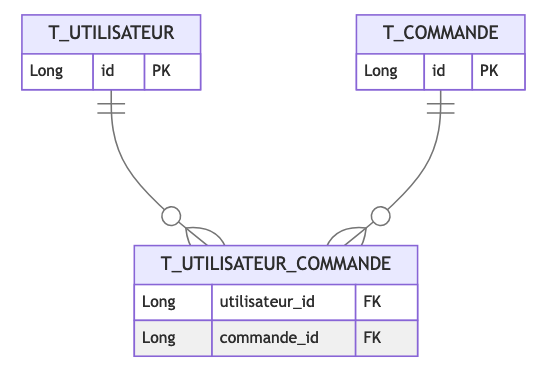 T_UTILISATEUR
Long id PK
T_COMMANDE
Long id PK
T_UTILISATEUR_COMMANDE
Long utilisateur_id FK
Long commande_id FK